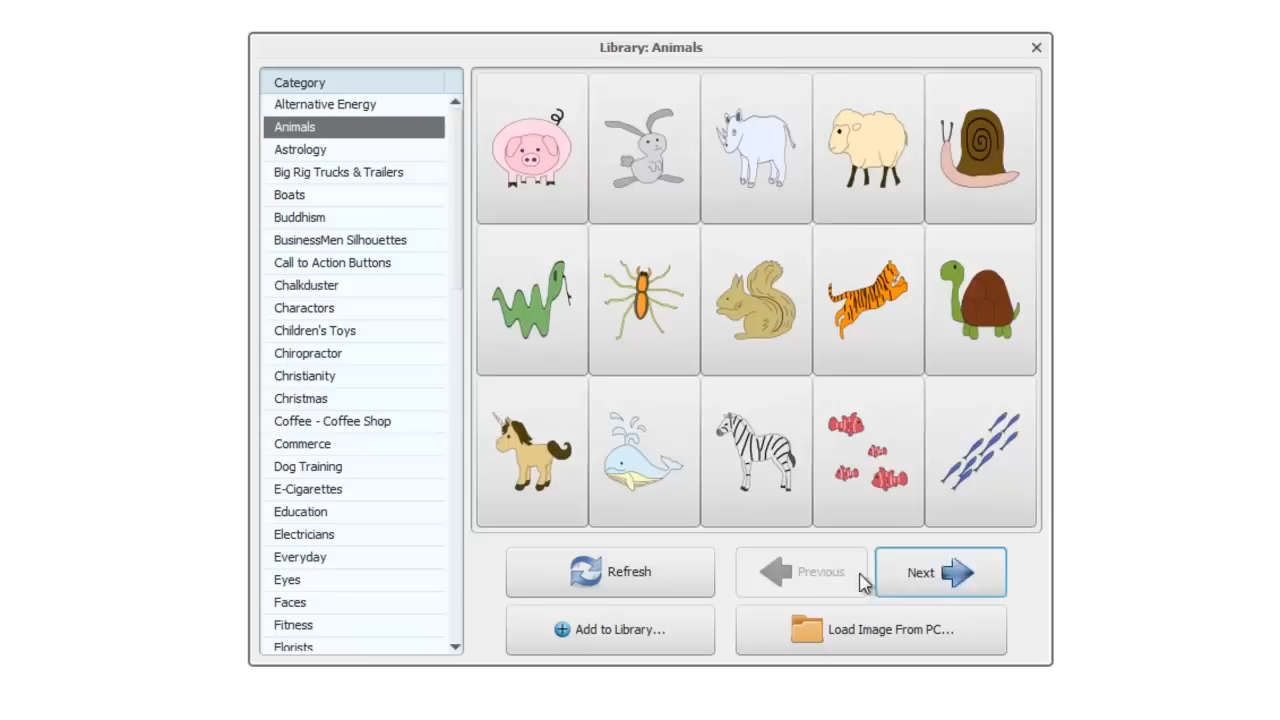 Library: Animals
Category
Alternative Energy
Animals
Astrology
Big Rig Trucks & Trailers
Boats
Buddhism
BusinessMen Silhouettes
Call to Action Buttons
Chalkduster
Charactors
Children's Toys
Chiropractor
Christianity
Christmas
Coffee - Coffee Shop
Commerce
Dog Training
E-Cigarettes
Education
Electricians
Everyday
Eyes
Faces
Fitness
Florists
Refresh
Previous
Next
Add to Library...
Load Image From PC...